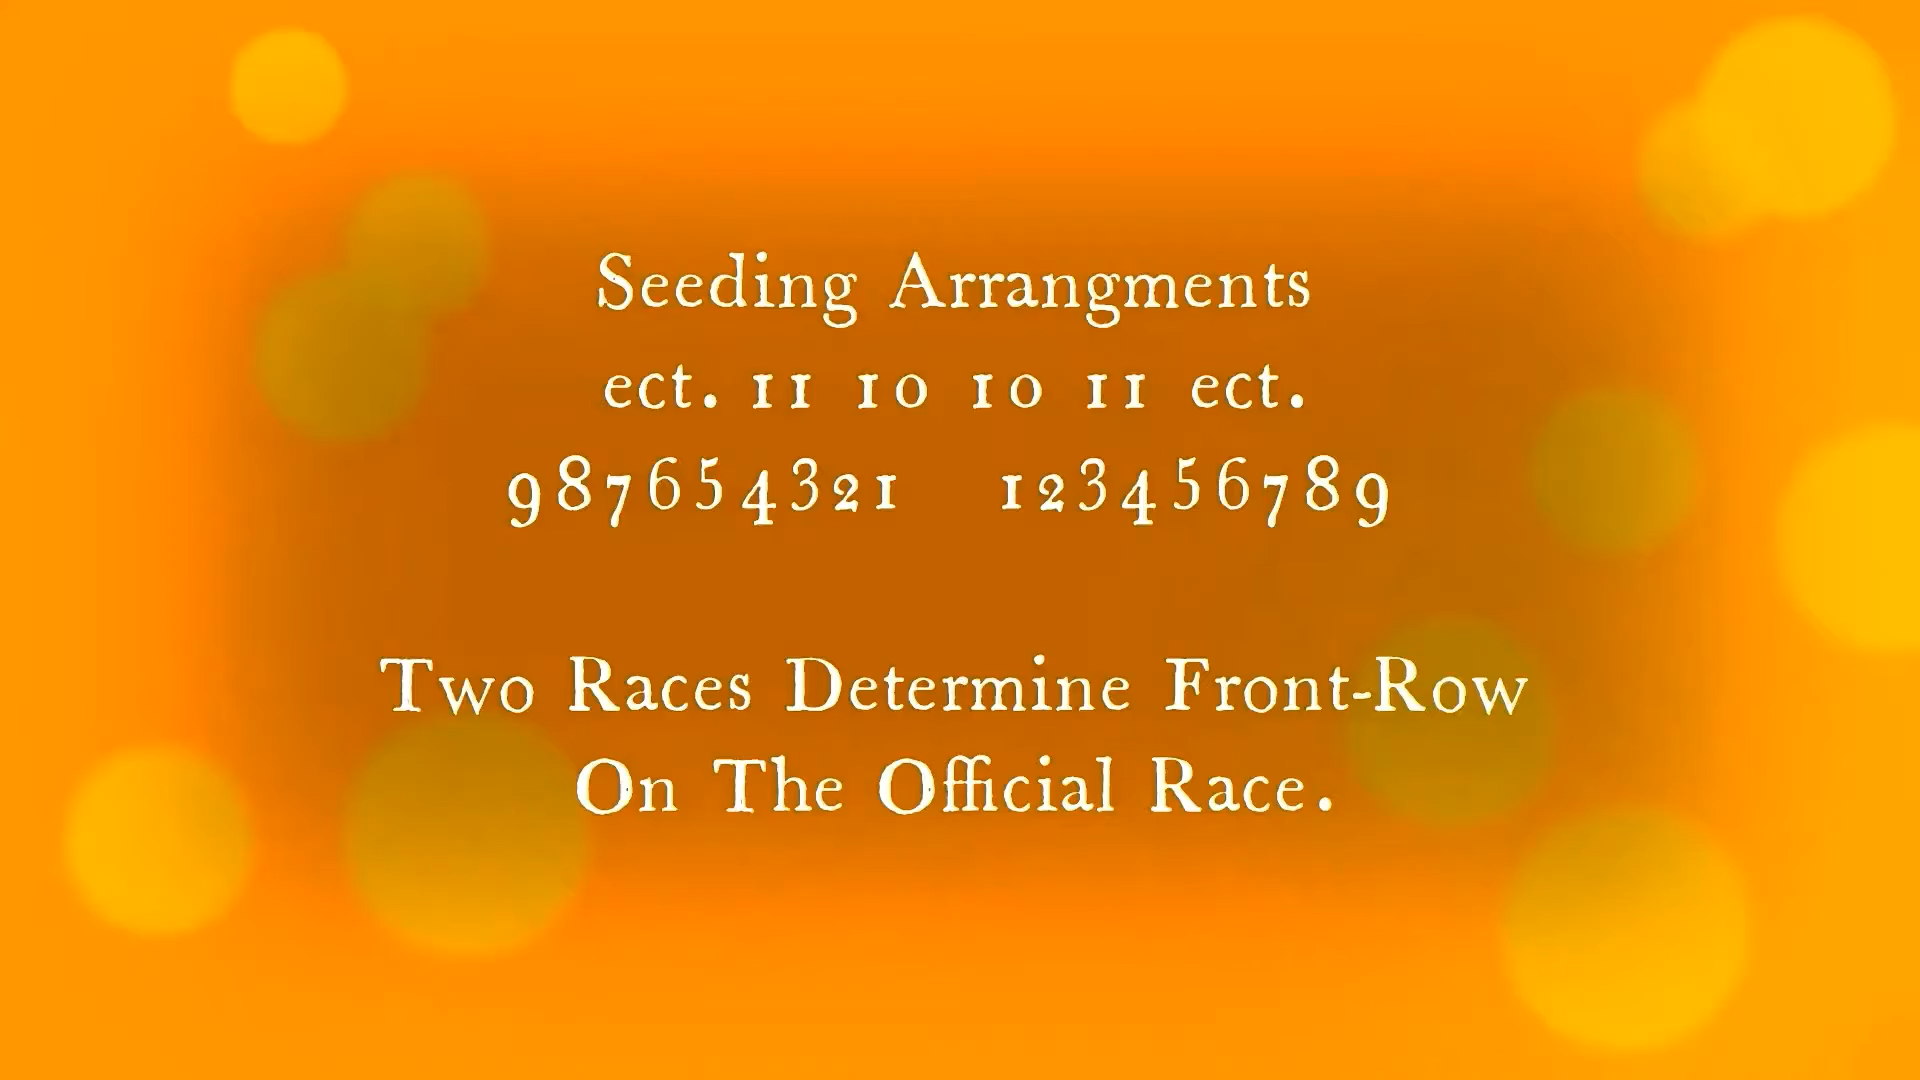 Seeding Arrangments
ect. 11 10 10 11 ect.
987654321 123456789
Two Races Determine Front-Row
On The Official Race.